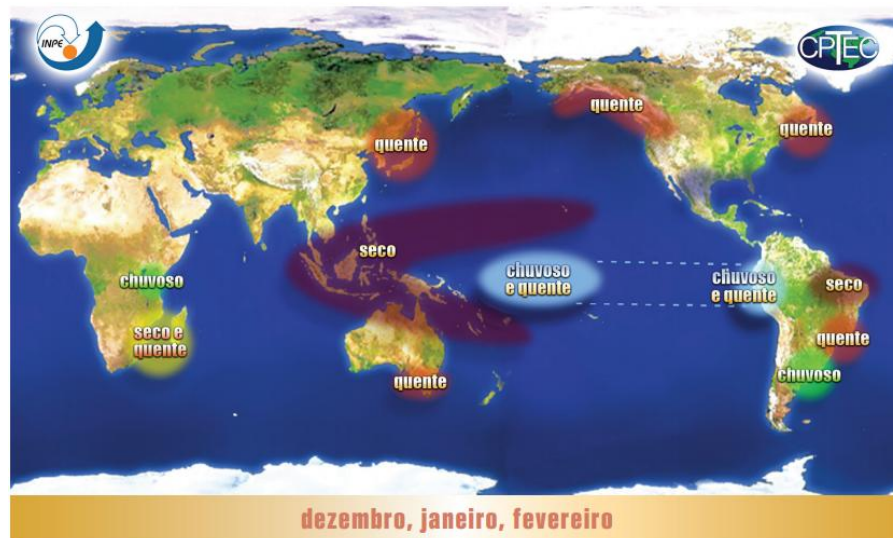 INPE
CPTEC
quente
quente
quente
seco
chuvoso
e quente
chuvoso
e quente
chuvoso
seco
seco e
quente
quente
quente
chuvoso
dezembro, janeiro, fevereiro